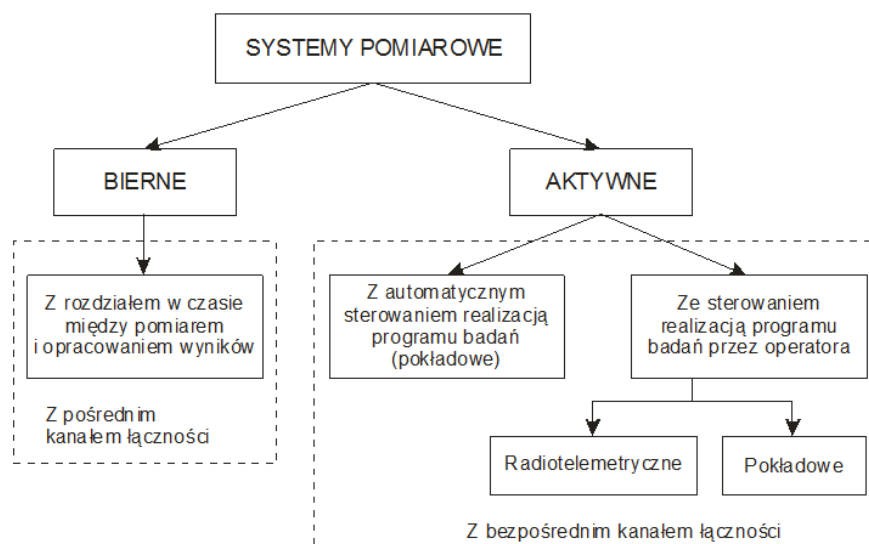 SYSTEMY POMIAROWE
BIERNE
AKTYWNE
Z rozdziałem w czasie
między pomiarem
i opracowaniem wyników
Z pośrednim
kanałem łączności
Z automatycznym
sterowaniem realizacją
programu badań
(pokładowe)
Ze sterowaniem
realizacją programu
badań przez operatora
Radiotelemetryczne
Pokładowe
Z bezpośrednim kanałem łączności